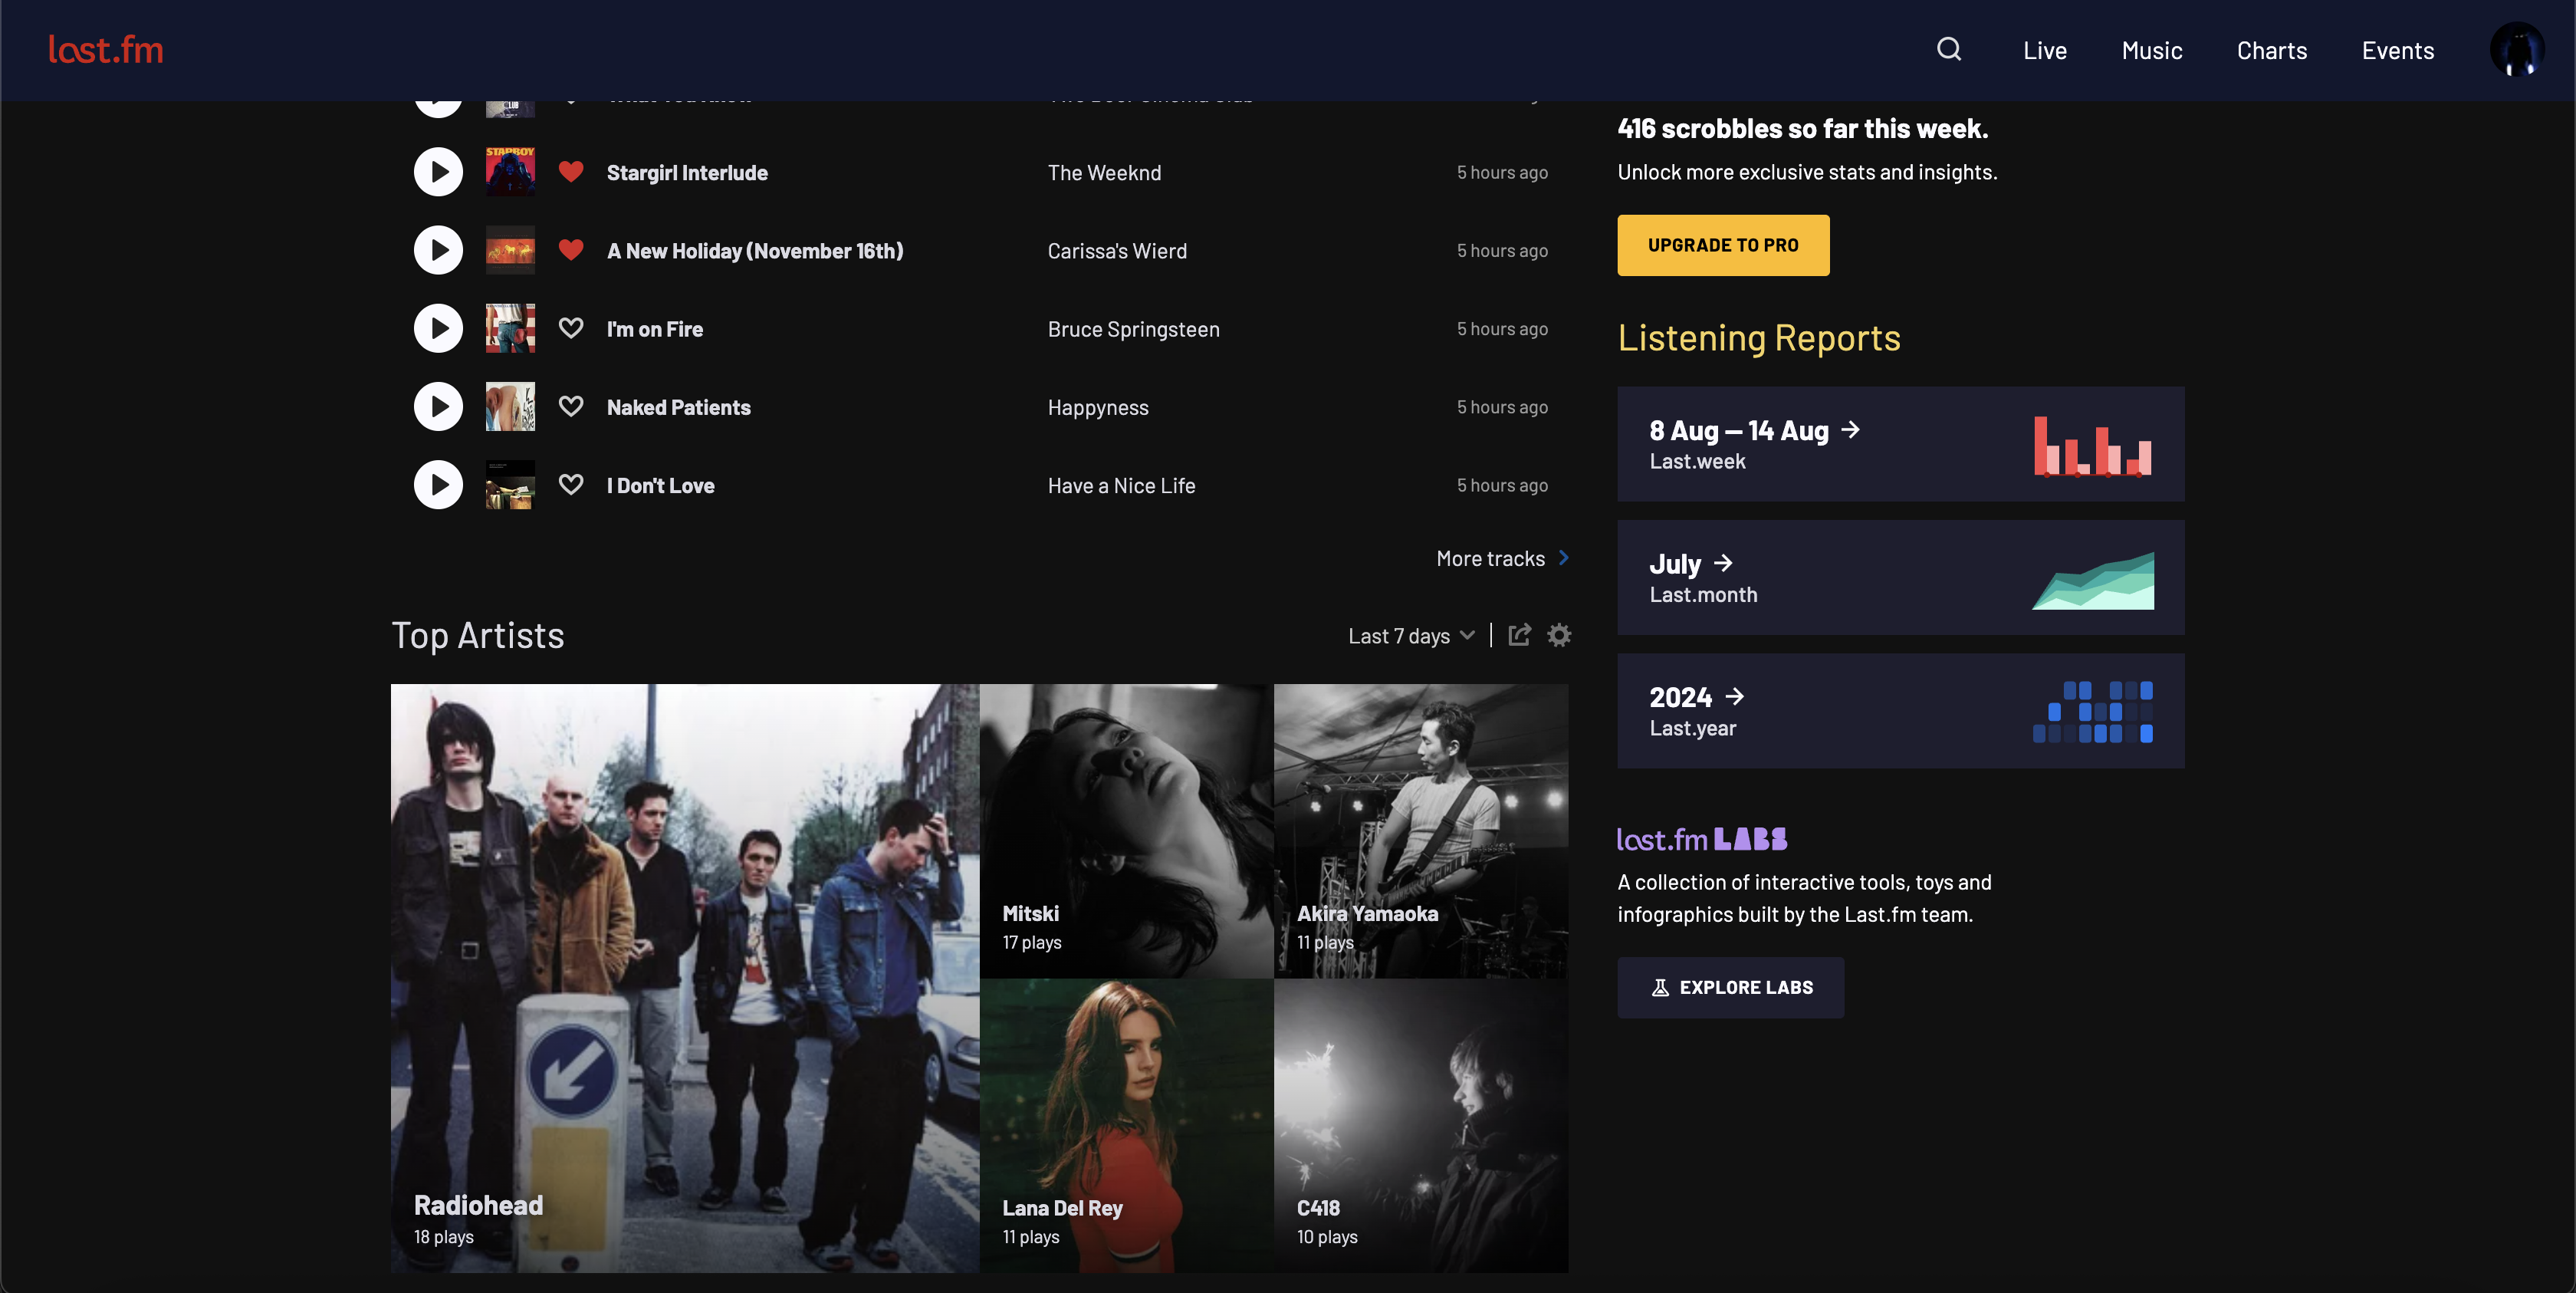 last.fm
Live
Music
Charts
Events
Stargirl Interlude
The Weeknd
5 hours ago
A New Holiday (November 16th)
Carissa's Wierd
5 hours ago
I'm on Fire
Bruce Springsteen
5 hours ago
Naked Patients
Happyness
5 hours ago
I Don't Love
Have a Nice Life
5 hours ago
More tracks
Top Artists
Last 7 days
Radiohead
18 plays
Mitski
17 plays
Akira Yamaoka
11 plays
Lana Del Rey
11 plays
C418
10 plays
416 scrobbles so far this week.
Unlock more exclusive stats and insights.
UPGRADE TO PRO
Listening Reports
8 Aug — 14 Aug →
Last.week
July →
Last.month
2024 →
Last.year
last.fm LABS
A collection of interactive tools, toys and
infographics built by the Last.fm team.
EXPLORE LABS
STARBOY